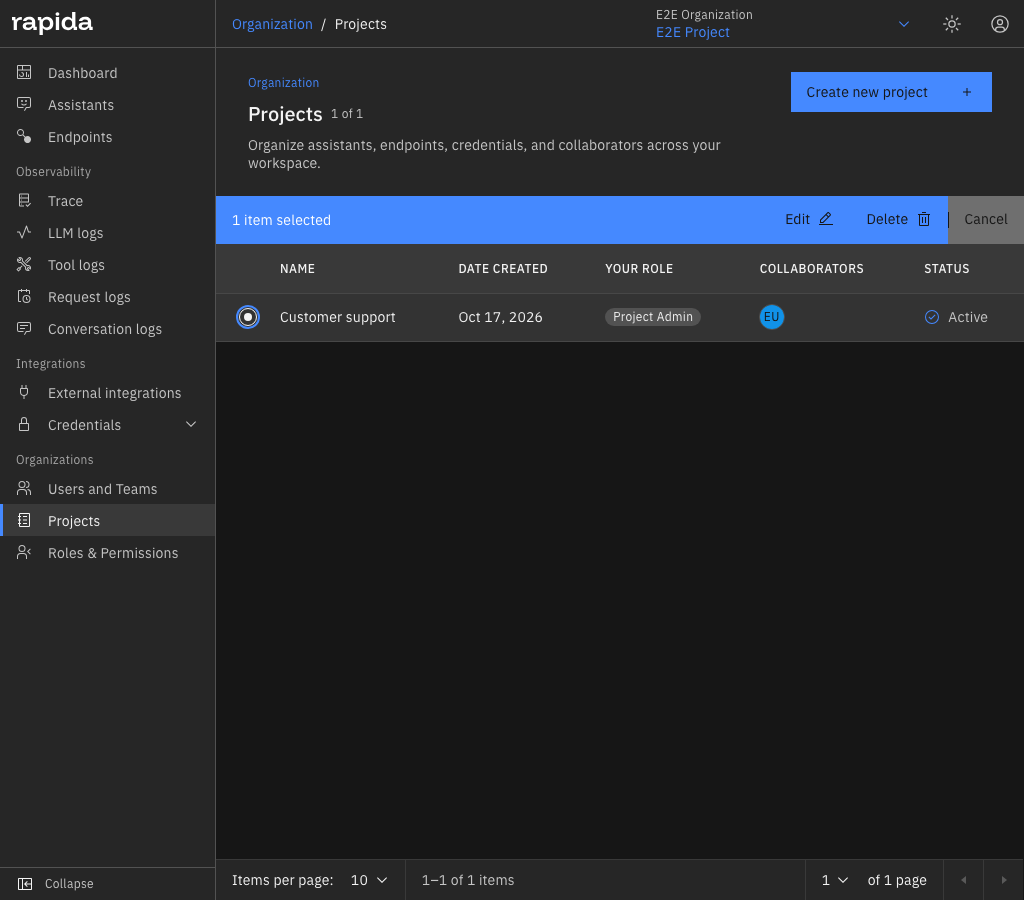 rapida
Organization / Projects
E2E Organization
E2E Project
Dashboard
Assistants
Endpoints
Observability
Trace
LLM logs
Tool logs
Request logs
Conversation logs
Integrations
External integrations
Credentials
Organizations
Users and Teams
Projects
Roles & Permissions
Collapse
Organization
Projects 1 of 1
Organize assistants, endpoints, credentials, and collaborators across your
workspace.
Create new project +
1 item selected Edit Delete Cancel
NAME DATE CREATED YOUR ROLE COLLABORATORS STATUS
Customer support Oct 17, 2026 Project Admin EU Active
Items per page: 10 1–1 of 1 items 1 of 1 page